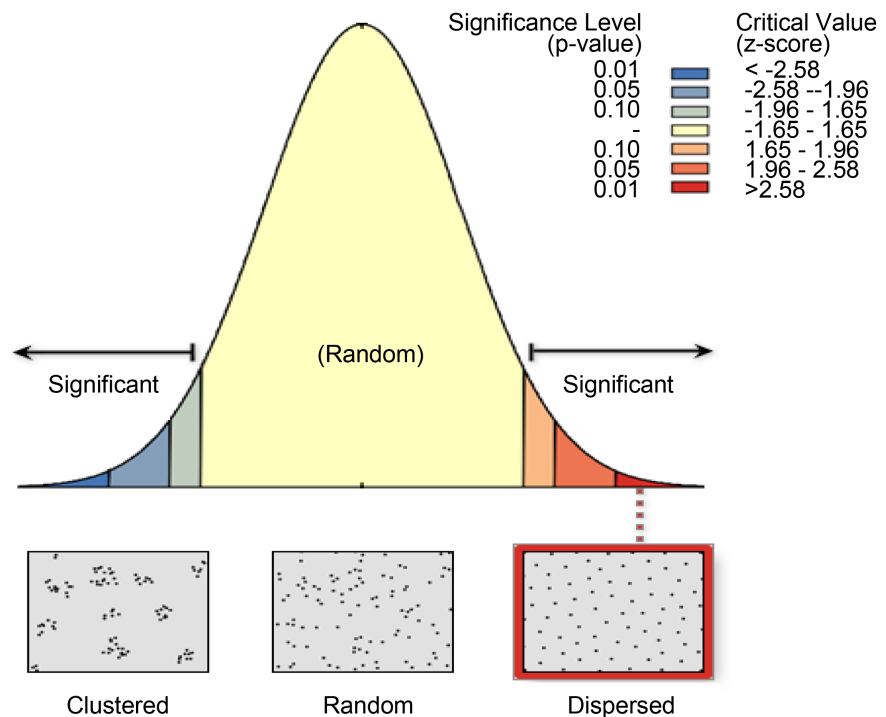 Significance Level
(p-value)
Critical Value
(z-score)
0.01 < -2.58
0.05 -2.58 --1.96
0.10 -1.96 - 1.65
- -1.65 - 1.65
0.10 1.65 - 1.96
0.05 1.96 - 2.58
0.01 >2.58
(Random)
Significant
Significant
Clustered
Random
Dispersed